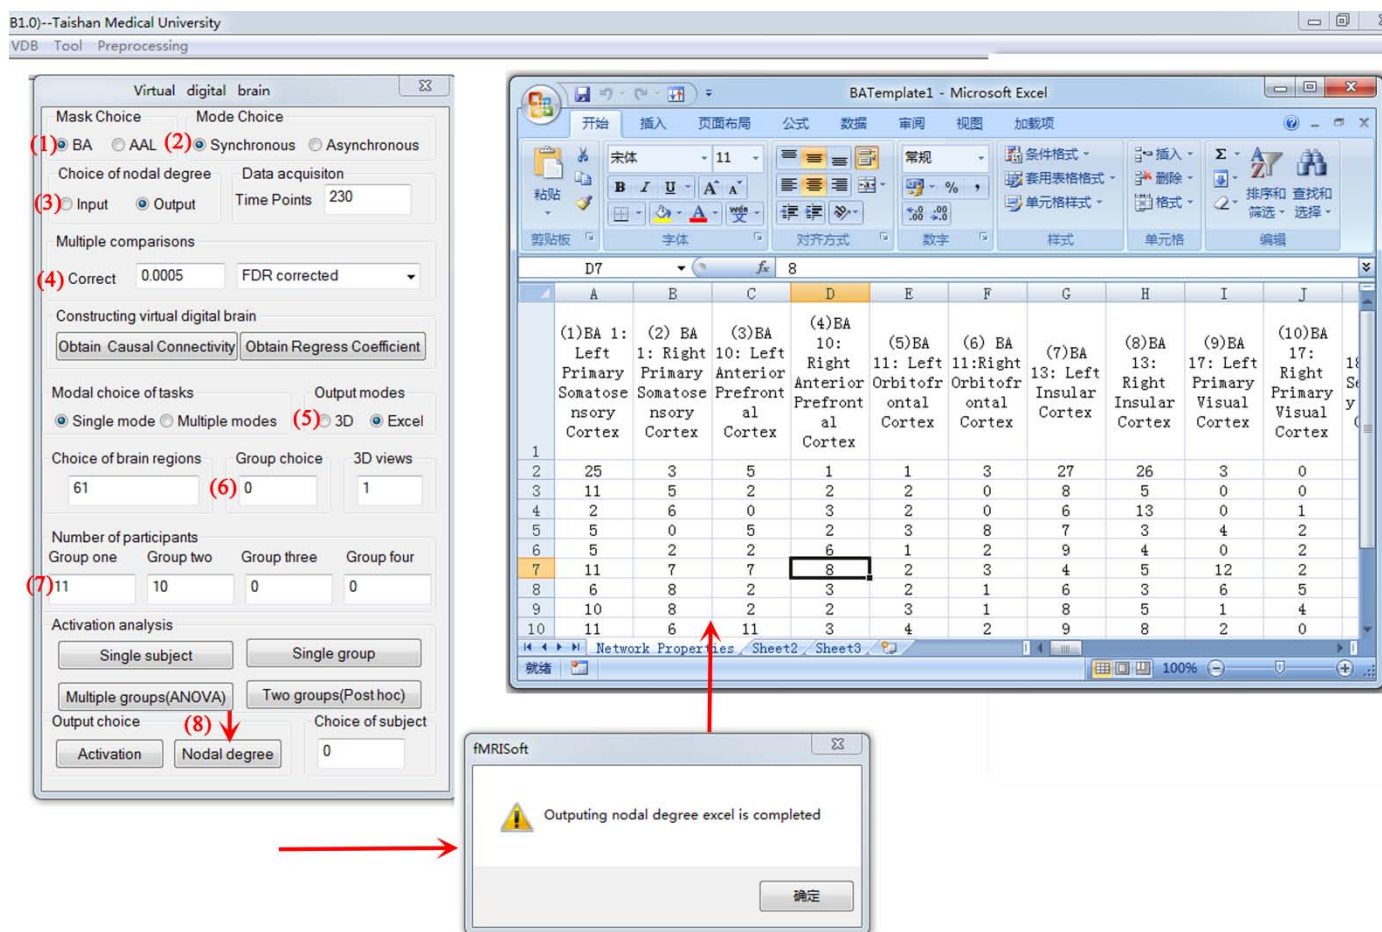 B1.0)--Taishan Medical University
VDB Tool Preprocessing
Virtual digital brain
Mask Choice Mode Choice
(1) BA AAL (2) Synchronous Asynchronous
Choice of nodal degree Data acquisiton
(3) Input Output Time Points 230
Multiple comparisons
(4) Correct 0.0005 FDR corrected
Constructing virtual digital brain
Obtain Causal Connectivity Obtain Regress Coefficient
Modal choice of tasks Output modes
Single mode Multiple modes (5) 3D Excel
Choice of brain regions Group choice 3D views
61 (6) 0 1
Number of participants
Group one Group two Group three Group four
(7) 11 10 0 0
Activation analysis
Single subject Single group
Multiple groups(ANOVA) Two groups(Post hoc)
Output choice (8) Choice of subject
Activation Nodal degree 0
BATemplate1 - Microsoft Excel
开始 插入 页面布局 公式 数据 审阅 视图 加载项
宋体 11 常规 条件格式 插入 Σ
粘贴 B I U A A 套用表格格式 删除 排序和 查找和
A wén 变 % , 单元格样式 格式 筛选 选择
.00 .0
剪贴板 字体 对齐方式 数字 样式 单元格 编辑
D7 fx 8
A B C D E F G H I J
1
(1)BA 1:
Left
Primary
Somatose
nsory
Cortex
(2) BA
1: Right
Primary
Somatose
nsory
Cortex
(3)BA
10: Left
Anterior
Prefront
al
Cortex
(4)BA
10:
Right
Anterior
Prefront
al
Cortex
(5)BA
11: Left
Orbitofr
ontal
Cortex
(6) BA
11:Right
Orbitofr
ontal
Cortex
(7)BA
13: Left
Insular
Cortex
(8)BA
13:
Right
Insular
Cortex
(9)BA
17: Left
Primary
Visual
Cortex
(10)BA
17:
Right
Primary
Visual
Cortex
2 25 3 5 1 1 3 27 26 3 0
3 11 5 2 2 2 0 8 5 0 0
4 2 6 0 3 2 0 6 13 0 1
5 5 0 5 2 3 8 7 3 4 2
6 5 2 2 6 1 2 9 4 0 2
7 11 7 7 8 2 3 4 5 12 2
8 6 8 2 3 2 1 6 3 6 5
9 10 8 2 2 3 1 8 5 1 4
10 11 6 11 3 4 2 9 8 2 0
Network Properties Sheet2 Sheet3
就绪 100%
fMRISoft
Outputing nodal degree excel is completed
确定